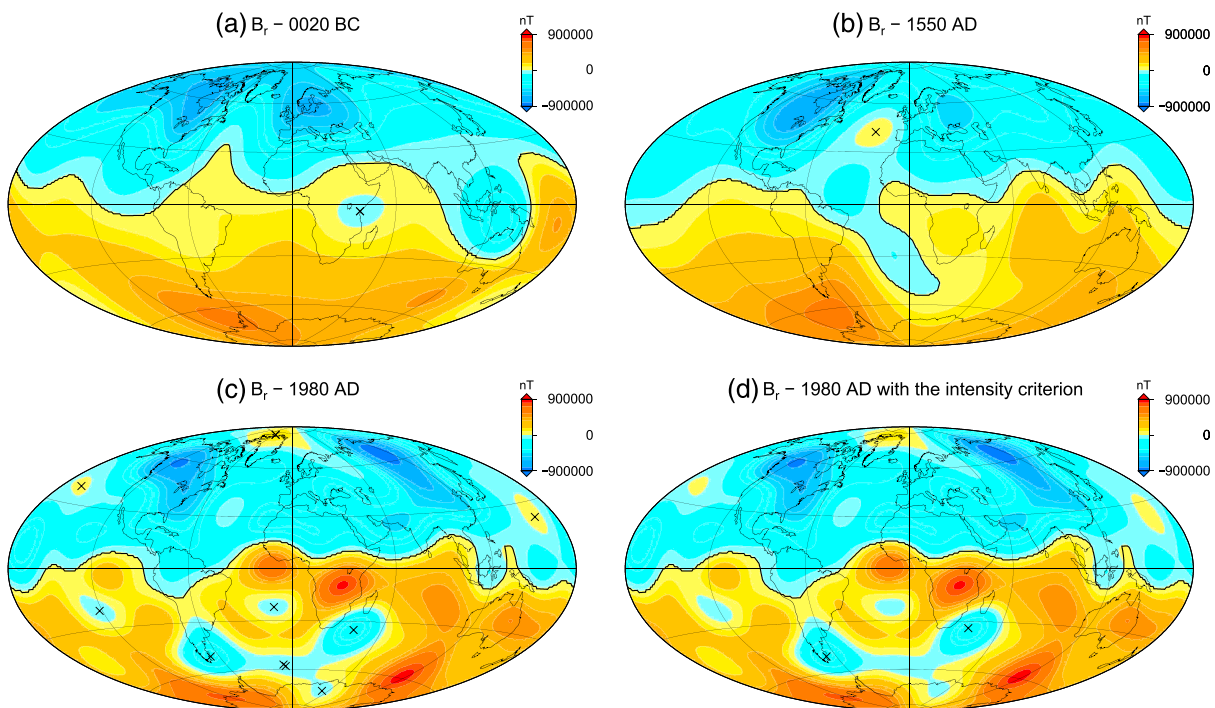 (a) Br − 0020 BC
nT
900000
0
−900000
(b) Br − 1550 AD
nT
900000
0
−900000
(c) Br − 1980 AD
nT
900000
0
−900000
(d) Br − 1980 AD with the intensity criterion
nT
900000
0
−900000